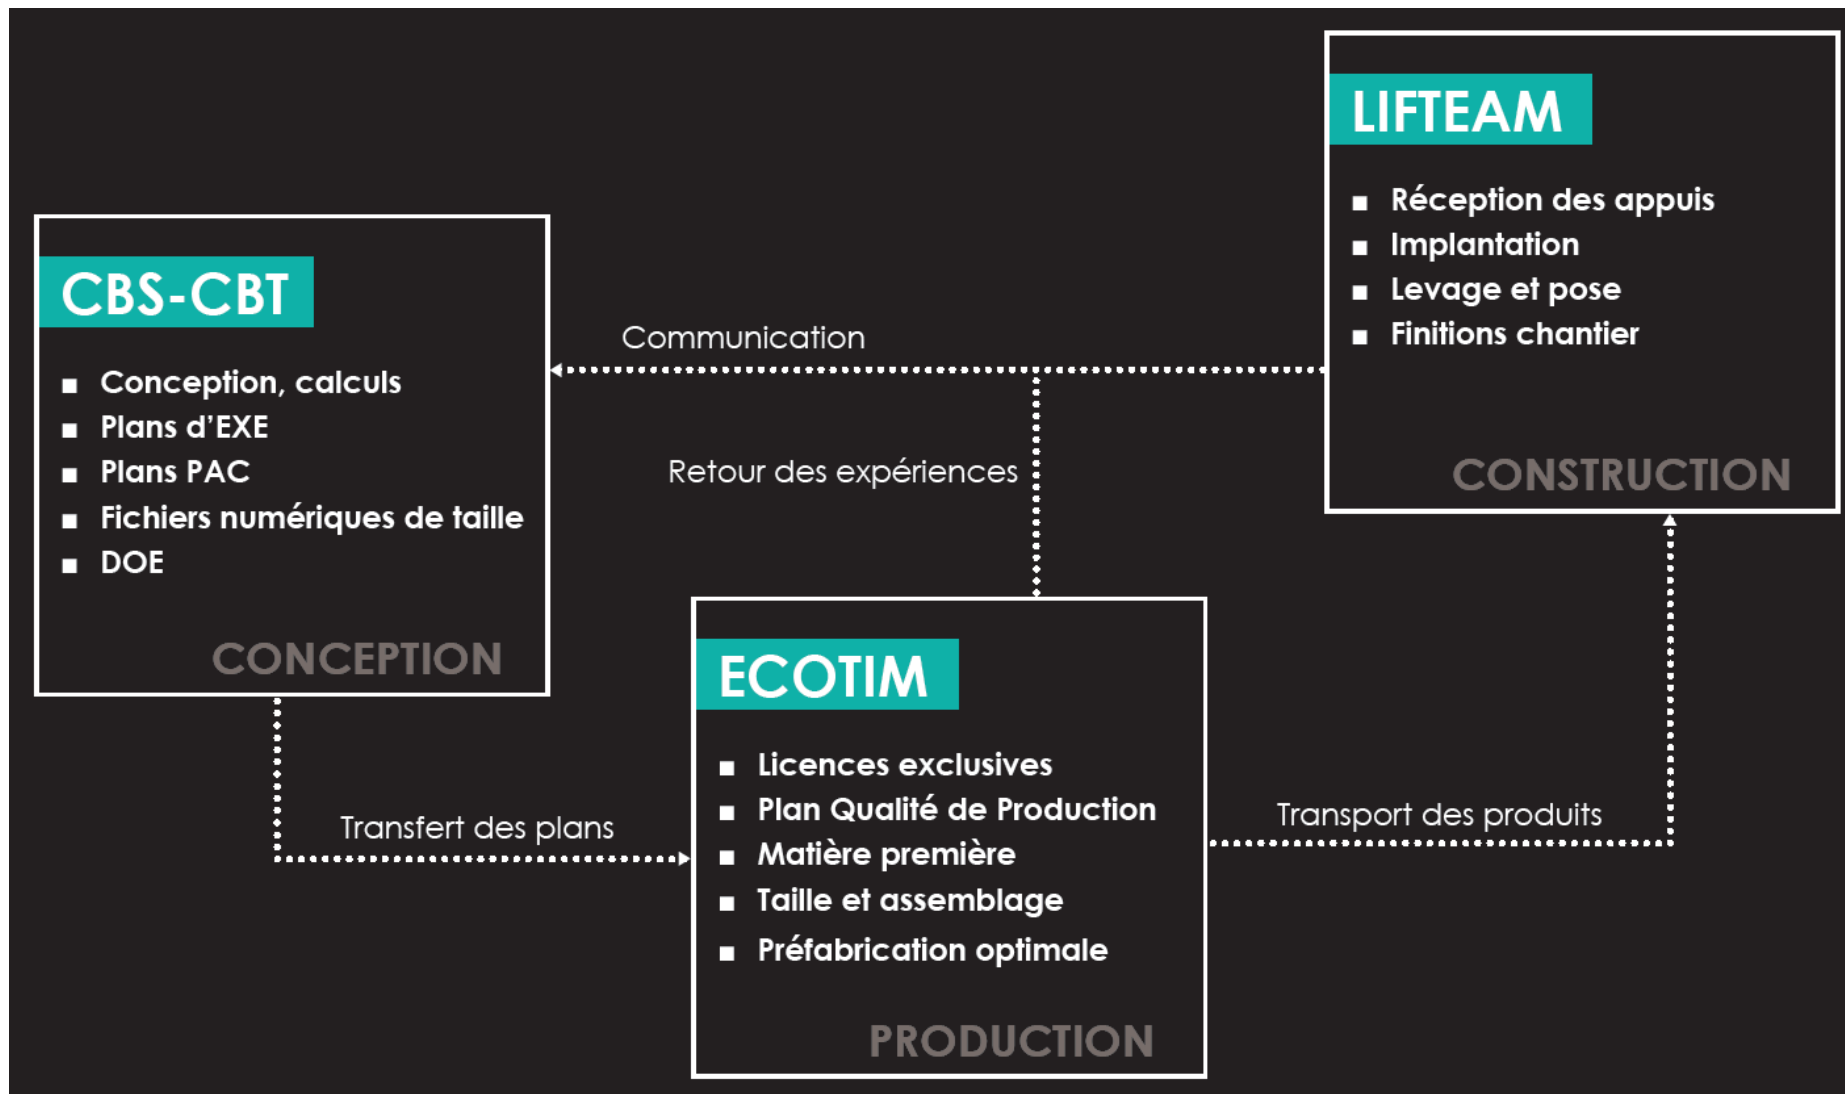 CBS-CBT
Conception, calculs
Plans d’EXE
Plans PAC
Fichiers numériques de taille
DOE
CONCEPTION
Communication
Retour des expériences
Transfert des plans
ECOTIM
Licences exclusives
Plan Qualité de Production
Matière première
Taille et assemblage
Préfabrication optimale
PRODUCTION
Transport des produits
LIFTEAM
Réception des appuis
Implantation
Levage et pose
Finitions chantier
CONSTRUCTION